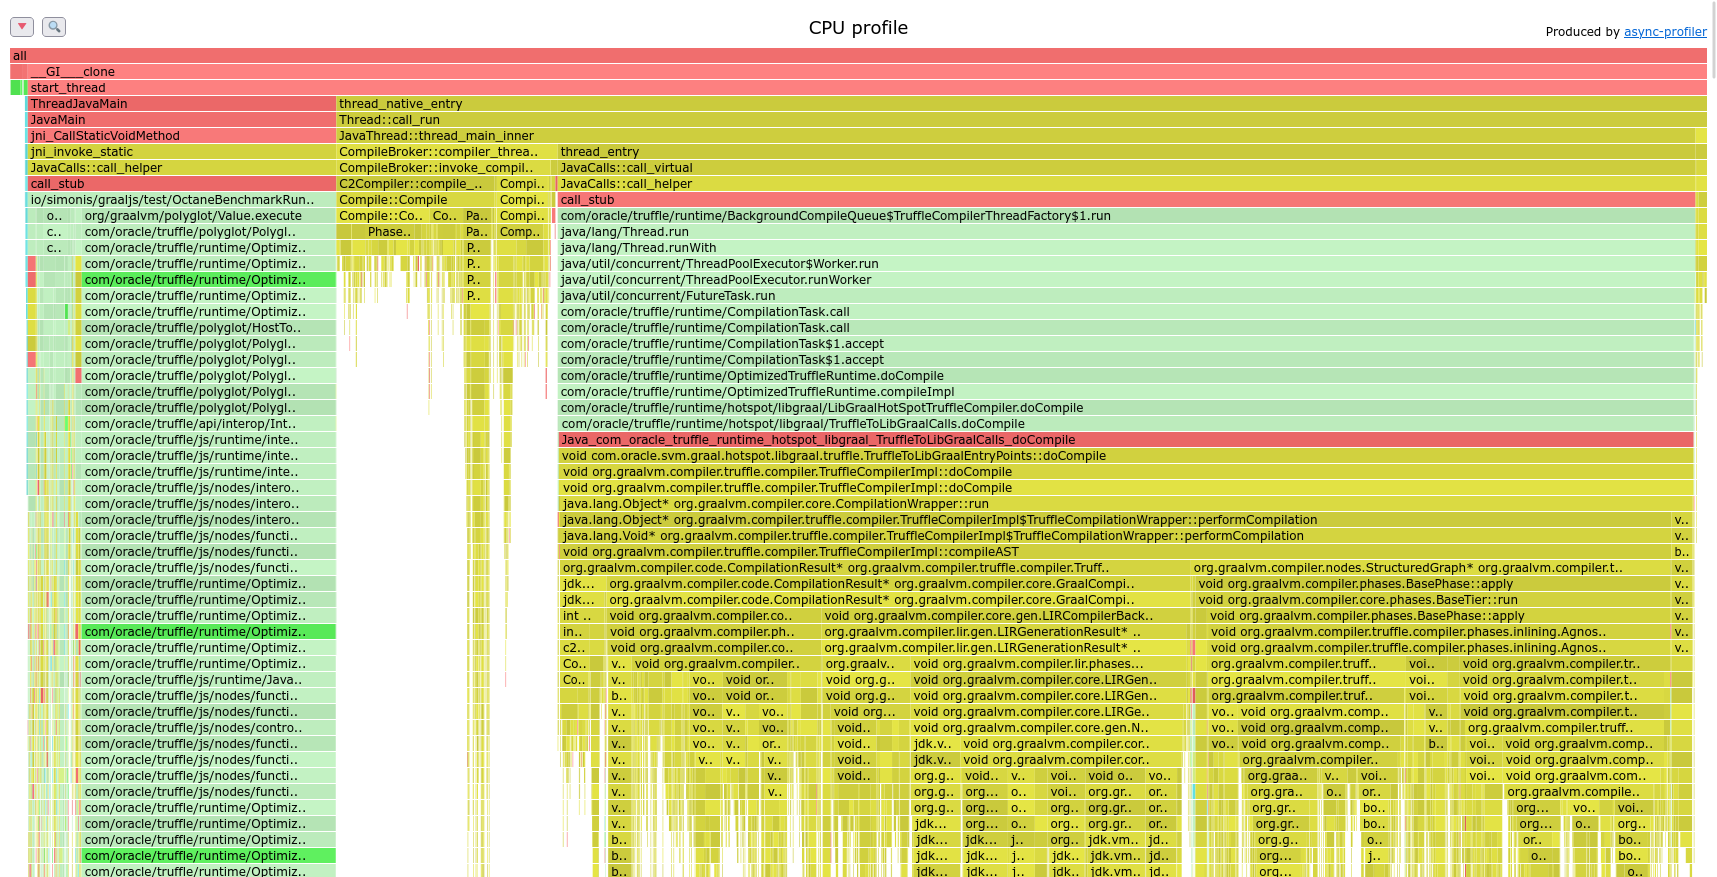 CPU profile
Produced by async-profiler
all
__GI___clone
start_thread
ThreadJavaMain thread_native_entry
JavaMain Thread::call_run
jni_CallStaticVoidMethod JavaThread::thread_main_inner
jni_invoke_static CompileBroker::compiler_threa.. thread_entry
JavaCalls::call_helper CompileBroker::invoke_compil.. JavaCalls::call_virtual
call_stub C2Compiler::compile_.. Compi.. JavaCalls::call_helper
io/simonis/graaljs/test/OctaneBenchmarkRun.. Compile::Compile Compi.. call_stub
o.. org/graalvm/polyglot/Value.execute Compile::Co.. Co.. Pa.. Compi.. com/oracle/truffle/runtime/BackgroundCompileQueue$TruffleCompilerThreadFactory$1.run
c.. com/oracle/truffle/polyglot/Polygl.. Phase.. Pa.. Comp.. java/lang/Thread.run
c.. com/oracle/truffle/runtime/Optimiz.. P.. java/lang/Thread.runWith
com/oracle/truffle/runtime/Optimiz.. P.. java/util/concurrent/ThreadPoolExecutor$Worker.run
com/oracle/truffle/runtime/Optimiz.. P.. java/util/concurrent/ThreadPoolExecutor.runWorker
com/oracle/truffle/runtime/Optimiz.. P.. java/util/concurrent/FutureTask.run
com/oracle/truffle/runtime/Optimiz.. com/oracle/truffle/runtime/CompilationTask.call
com/oracle/truffle/polyglot/HostTo.. com/oracle/truffle/runtime/CompilationTask.call
com/oracle/truffle/polyglot/Polygl.. com/oracle/truffle/runtime/CompilationTask$1.accept
com/oracle/truffle/polyglot/Polygl.. com/oracle/truffle/runtime/CompilationTask$1.accept
com/oracle/truffle/polyglot/Polygl.. com/oracle/truffle/runtime/OptimizedTruffleRuntime.doCompile
com/oracle/truffle/polyglot/Polygl.. com/oracle/truffle/runtime/OptimizedTruffleRuntime.compileImpl
com/oracle/truffle/polyglot/Polygl.. com/oracle/truffle/runtime/hotspot/libgraal/LibGraalHotSpotTruffleCompiler.doCompile
com/oracle/truffle/api/interop/Int.. com/oracle/truffle/runtime/hotspot/libgraal/TruffleToLibGraalCalls.doCompile
com/oracle/truffle/js/runtime/inte.. Java_com_oracle_truffle_runtime_hotspot_libgraal_TruffleToLibGraalCalls_doCompile
com/oracle/truffle/js/runtime/inte.. void com.oracle.svm.graal.hotspot.libgraal.truffle.TruffleToLibGraalEntryPoints::doCompile
com/oracle/truffle/js/runtime/inte.. void org.graalvm.compiler.truffle.compiler.TruffleCompilerImpl::doCompile
com/oracle/truffle/js/nodes/intero.. void org.graalvm.compiler.truffle.compiler.TruffleCompilerImpl::doCompile
com/oracle/truffle/js/nodes/intero.. java.lang.Object* org.graalvm.compiler.core.CompilationWrapper::run
com/oracle/truffle/js/nodes/intero.. java.lang.Object* org.graalvm.compiler.truffle.compiler.TruffleCompilerImpl$TruffleCompilationWrapper::performCompilation v..
com/oracle/truffle/js/nodes/functi.. java.lang.Void* org.graalvm.compiler.truffle.compiler.TruffleCompilerImpl$TruffleCompilationWrapper::performCompilation v..
com/oracle/truffle/js/nodes/functi.. void org.graalvm.compiler.truffle.compiler.TruffleCompilerImpl::compileAST b..
com/oracle/truffle/js/nodes/functi.. org.graalvm.compiler.code.CompilationResult* org.graalvm.compiler.truffle.compiler.Truff.. org.graalvm.compiler.nodes.StructuredGraph* org.graalvm.compiler.t.. v..
com/oracle/truffle/runtime/Optimiz.. jdk... org.graalvm.compiler.code.CompilationResult* org.graalvm.compiler.core.GraalCompi.. void org.graalvm.compiler.phases.BasePhase::apply v..
com/oracle/truffle/runtime/Optimiz.. jdk... org.graalvm.compiler.code.CompilationResult* org.graalvm.compiler.core.GraalCompi.. void org.graalvm.compiler.core.phases.BaseTier::run v..
com/oracle/truffle/runtime/Optimiz.. int .. void org.graalvm.compiler.co.. void org.graalvm.compiler.core.gen.LIRCompilerBack.. void org.graalvm.compiler.phases.BasePhase::apply v..
com/oracle/truffle/runtime/Optimiz.. in.. void org.graalvm.compiler.ph.. org.graalvm.compiler.lir.gen.LIRGenerationResult* .. void org.graalvm.compiler.truffle.compiler.phases.inlining.Agnos.. v..
com/oracle/truffle/runtime/Optimiz.. c2.. void org.graalvm.compiler.co.. org.graalvm.compiler.lir.gen.LIRGenerationResult* .. void org.graalvm.compiler.truffle.compiler.phases.inlining.Agnos.. v..
com/oracle/truffle/runtime/Optimiz.. Co.. v.. void org.graalvm.compiler.. org.graalv.. void org.graalvm.compiler.lir.phases... org.graalvm.compiler.truff.. voi.. void org.graalvm.compiler.tr..
com/oracle/truffle/js/runtime/Java.. Co.. v.. vo.. void or.. void org.g.. void org.graalvm.compiler.core.LIRGen.. org.graalvm.compiler.truff.. voi.. void org.graalvm.compiler.t..
com/oracle/truffle/js/nodes/functi.. b.. vo.. void or.. void org.g.. void org.graalvm.compiler.core.LIRGen.. org.graalvm.compiler.truf.. voi.. void org.graalvm.compiler.t..
com/oracle/truffle/js/nodes/functi.. v.. vo.. v.. vo.. void org... void org.graalvm.compiler.core.LIRGe.. vo.. void org.graalvm.comp.. v.. void org.graalvm.compiler.t..
com/oracle/truffle/js/nodes/contro.. v.. vo.. v.. vo.. void org.. void org.graalvm.compiler.core.gen.N.. vo.. void org.graalvm.comp.. v.. org.graalvm.compiler.truff..
com/oracle/truffle/js/nodes/functi.. v.. vo.. v.. or.. void.. jdk.v.. void org.graalvm.compiler.cor.. vo.. void org.graalvm.comp.. b.. voi.. void org.graalvm.comp..
com/oracle/truffle/js/nodes/functi.. v.. v.. v.. v.. void.. jdk.v.. void org.graalvm.compiler.cor.. org.graalvm.compiler.. voi.. void org.graalvm.comp..
com/oracle/truffle/js/nodes/functi.. v.. v.. void.. org.g.. void.. v.. voi.. void o.. vo.. org.graa.. v.. voi.. voi.. void org.graalvm.com..
com/oracle/truffle/js/nodes/functi.. v.. v.. org.g.. org... o.. voi.. org.gr.. or.. org.gra.. o.. or.. org.graalvm.compile..
com/oracle/truffle/runtime/Optimiz.. v.. org.g.. org... o.. org.. org.gr.. or.. org.gr.. bo.. org... vo.. voi..
com/oracle/truffle/runtime/Optimiz.. v.. jdk... org... o.. org.. org.gr.. or.. org.gr.. bo.. org... o.. org..
com/oracle/truffle/runtime/Optimiz.. b.. jdk... jdk... j.. org.. jdk.vm.. jd.. org.g.. o.. or.. bo..
com/oracle/truffle/runtime/Optimiz.. b.. jdk... jdk... j.. jdk.. jdk.vm.. jd.. org... j.. o.. bo..
com/oracle/truffle/runtime/Optimiz.. b.. jdk... jdk... j.. jdk.. jdk.vm.. jd.. org... o..